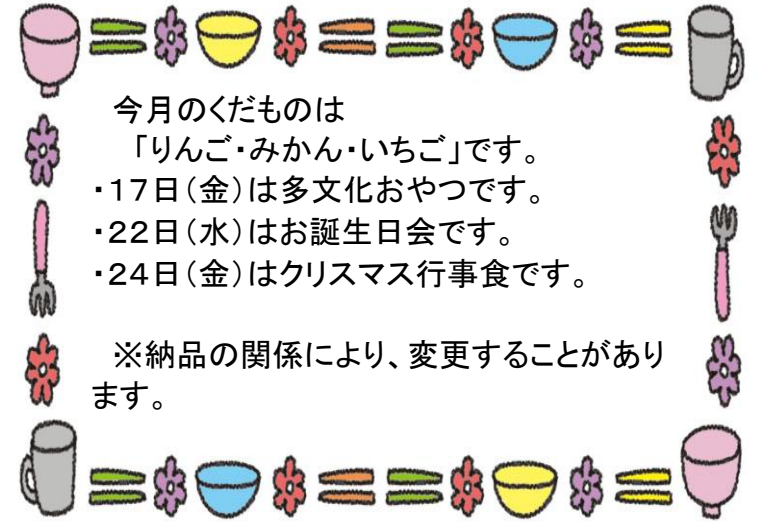 今月のくだものは
「りんご・みかん・いちご」です。
・１７日（金）は多文化おやつです。
・２２日（水）はお誕生日会です。
・２４日（金）はクリスマス行事食です。
※納品の関係により、変更することがあり
ます。